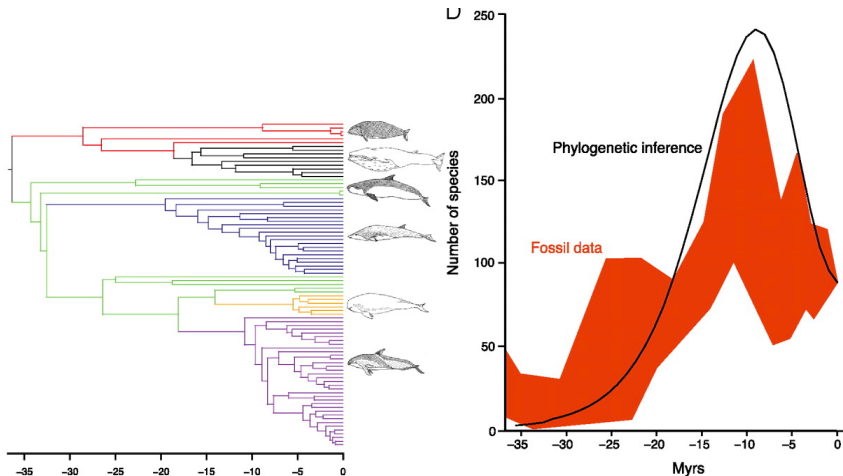 D
250
200
150
100
50
0
Number of species
Phylogenetic inference
Fossil data
−35 −30 −25 −20 −15 −10 −5 0
−35 −30 −25 −20 −15 −10 −5 0
Myrs